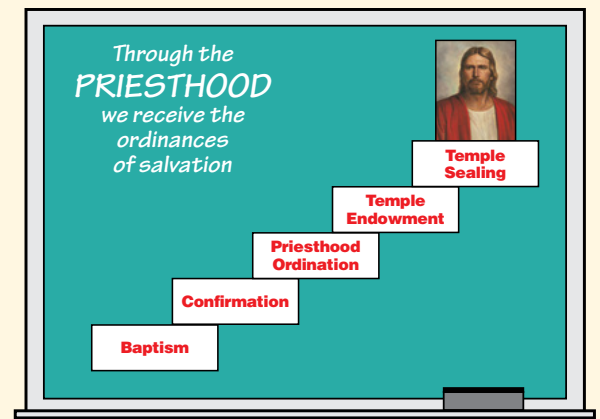 Through the
PRIESTHOOD
we receive the
ordinances
of salvation
Temple
Sealing
Temple
Endowment
Priesthood
Ordination
Confirmation
Baptism